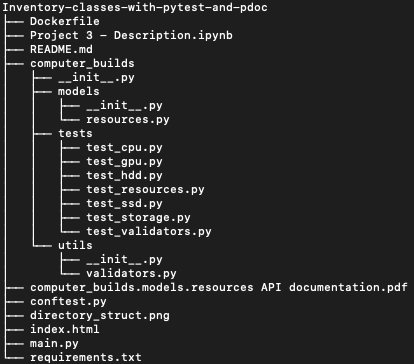 Inventory-classes-with-pytest-and-pdoc
├── Dockerfile
├── Project 3 - Description.ipynb
├── README.md
├── computer_builds
│   ├── __init__.py
│   ├── models
│   │   ├── __init__.py
│   │   └── resources.py
│   ├── tests
│   │   ├── test_cpu.py
│   │   ├── test_gpu.py
│   │   ├── test_hdd.py
│   │   ├── test_resources.py
│   │   ├── test_ssd.py
│   │   ├── test_storage.py
│   │   └── test_validators.py
│   └── utils
│       ├── __init__.py
│       └── validators.py
├── computer_builds.models.resources API documentation.pdf
├── conftest.py
├── directory_struct.png
├── index.html
├── main.py
└── requirements.txt